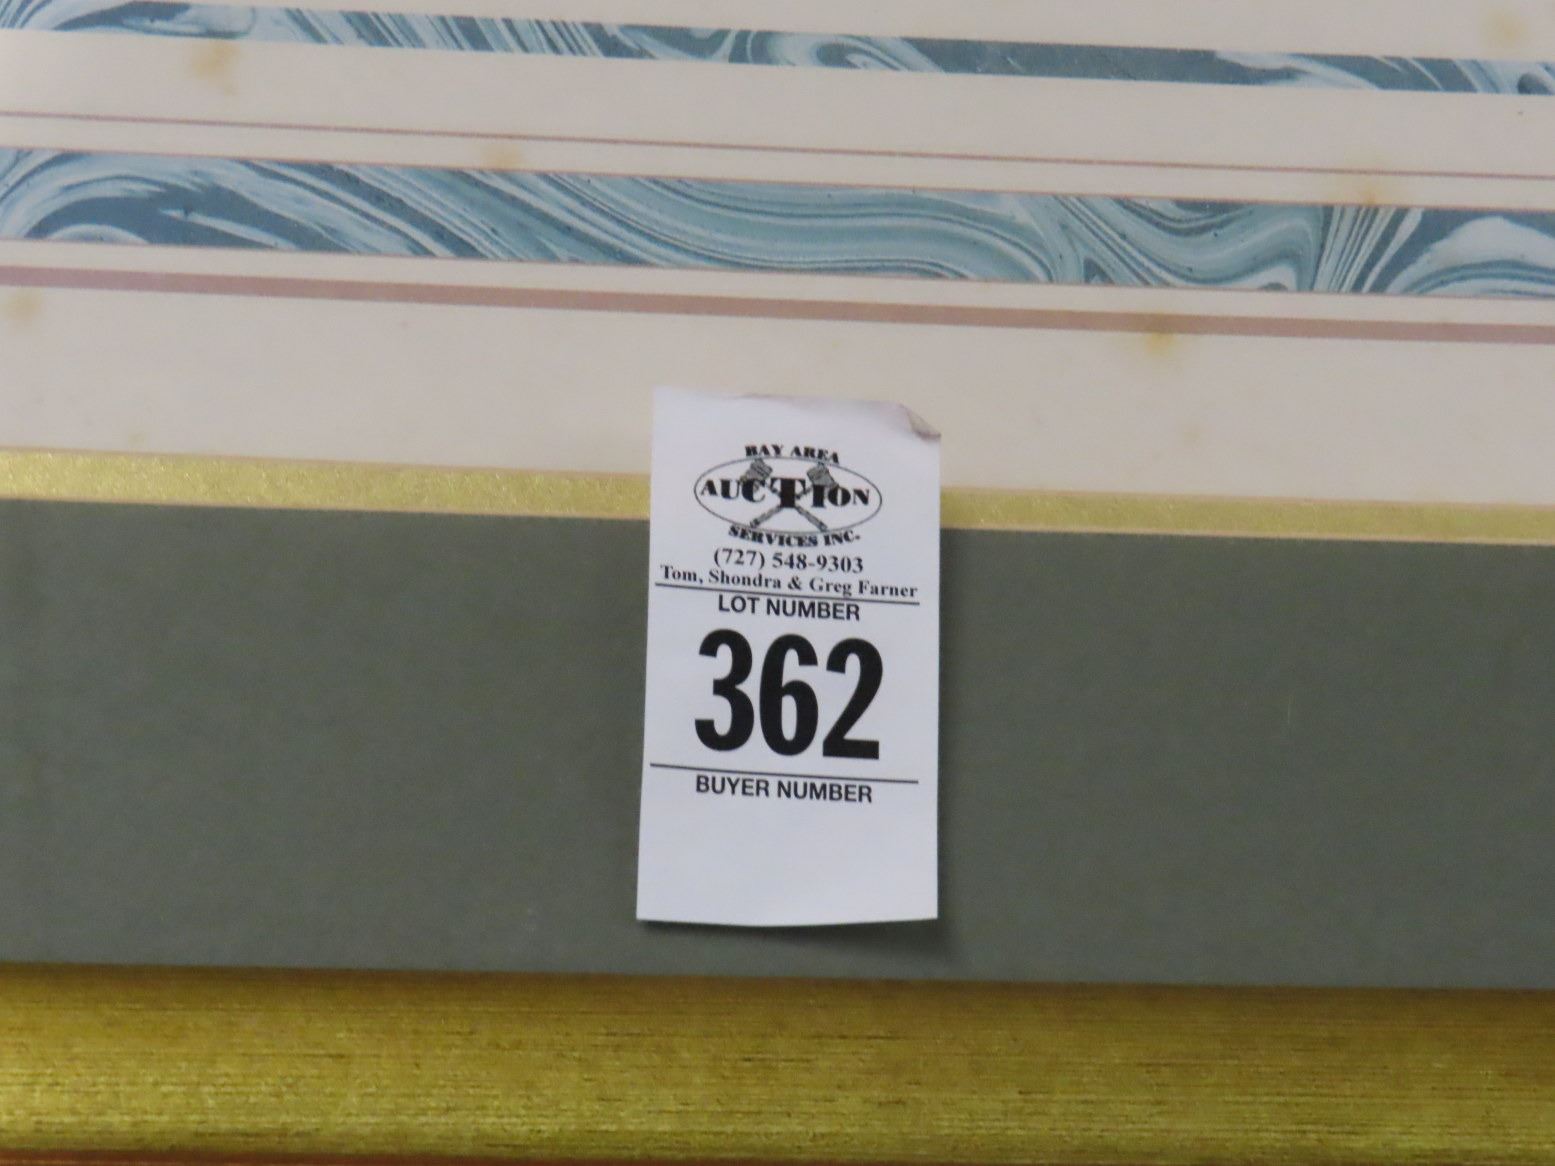 BAY AREA
AUCTION
SERVICES INC.
(727) 548-9303
Tom, Shondra & Greg Farner
LOT NUMBER
362
BUYER NUMBER